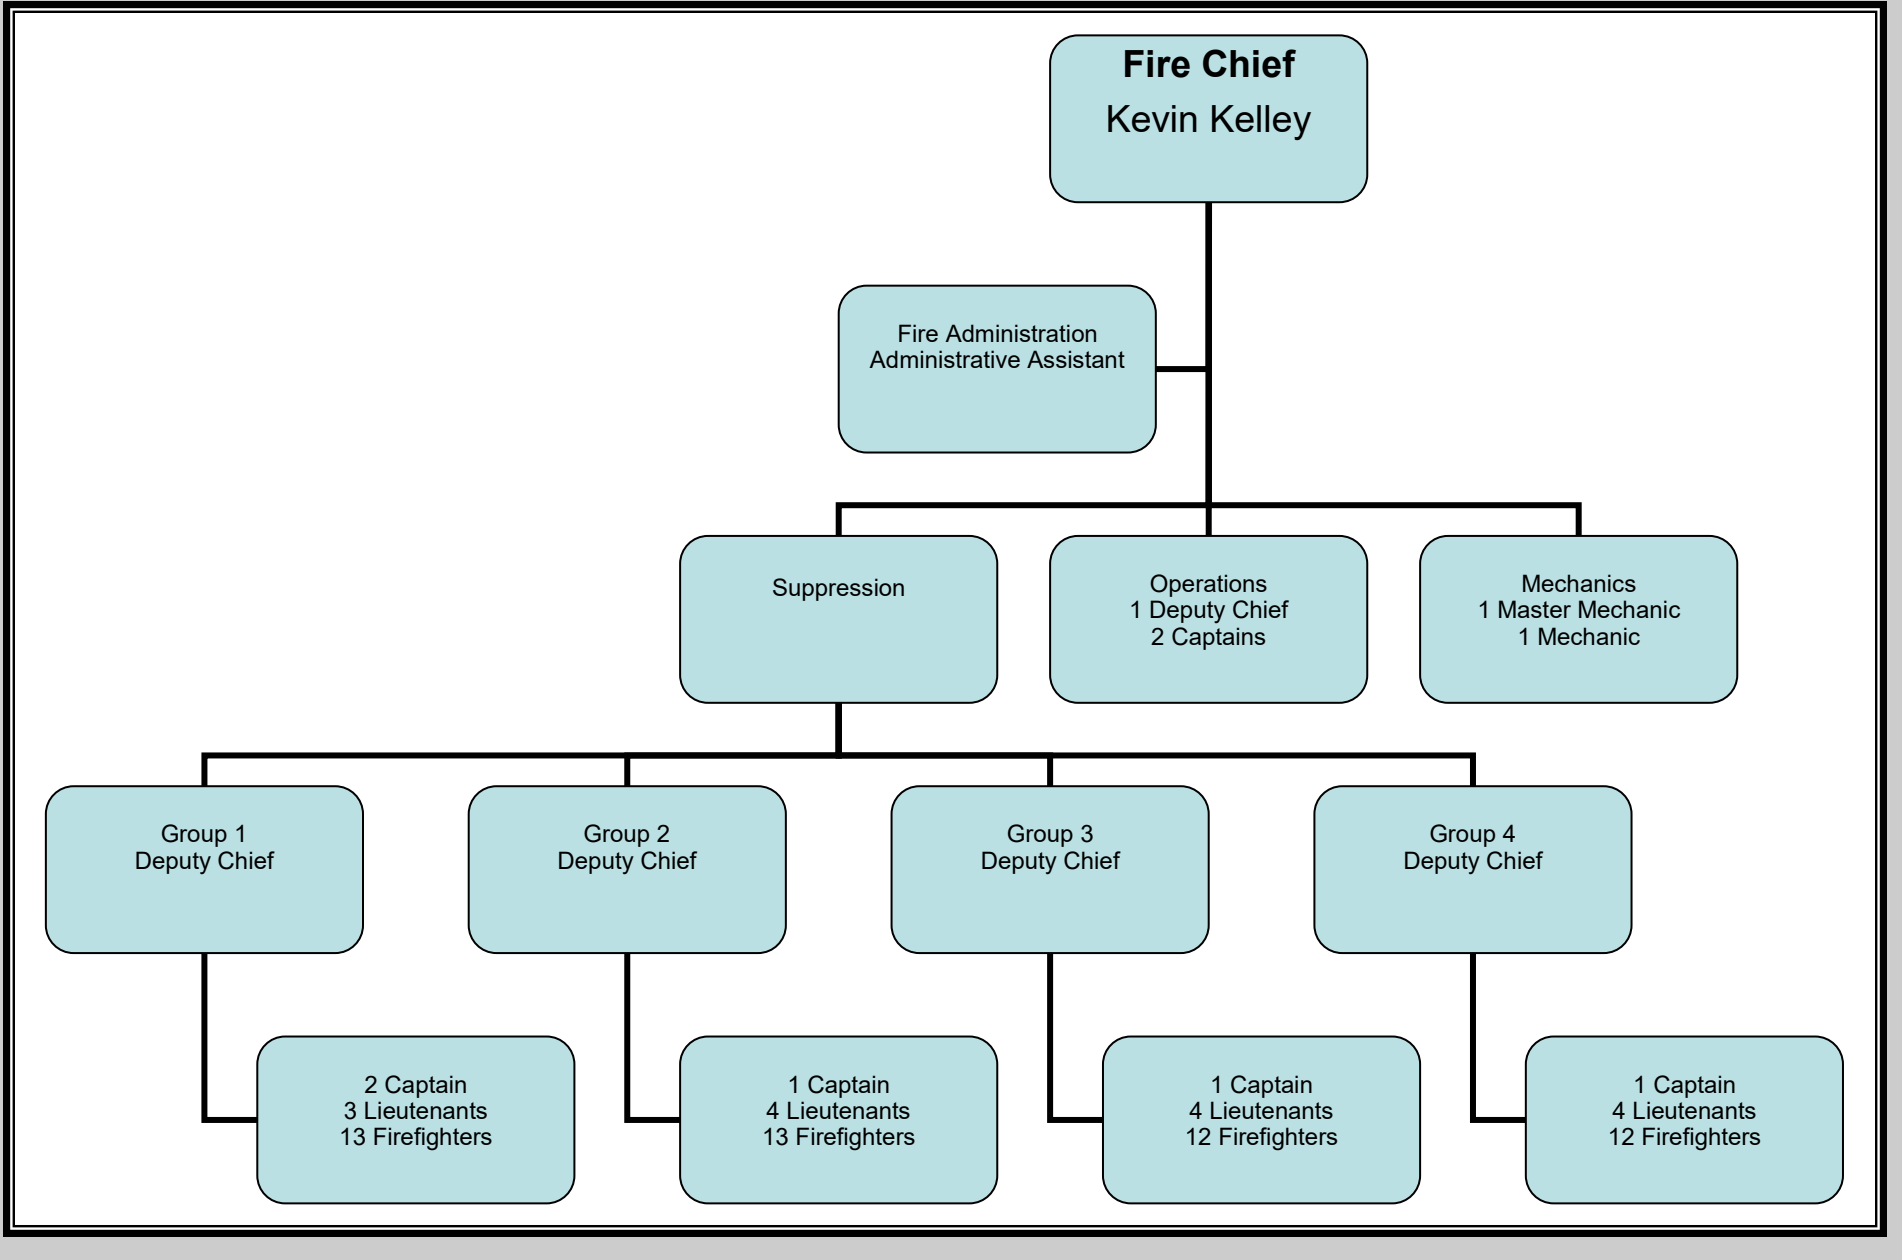 Fire Chief
Kevin Kelley
Fire Administration
Administrative Assistant
Suppression
Operations
1 Deputy Chief
2 Captains
Mechanics
1 Master Mechanic
1 Mechanic
Group 1
Deputy Chief
Group 2
Deputy Chief
Group 3
Deputy Chief
Group 4
Deputy Chief
2 Captain
3 Lieutenants
13 Firefighters
1 Captain
4 Lieutenants
13 Firefighters
1 Captain
4 Lieutenants
12 Firefighters
1 Captain
4 Lieutenants
12 Firefighters